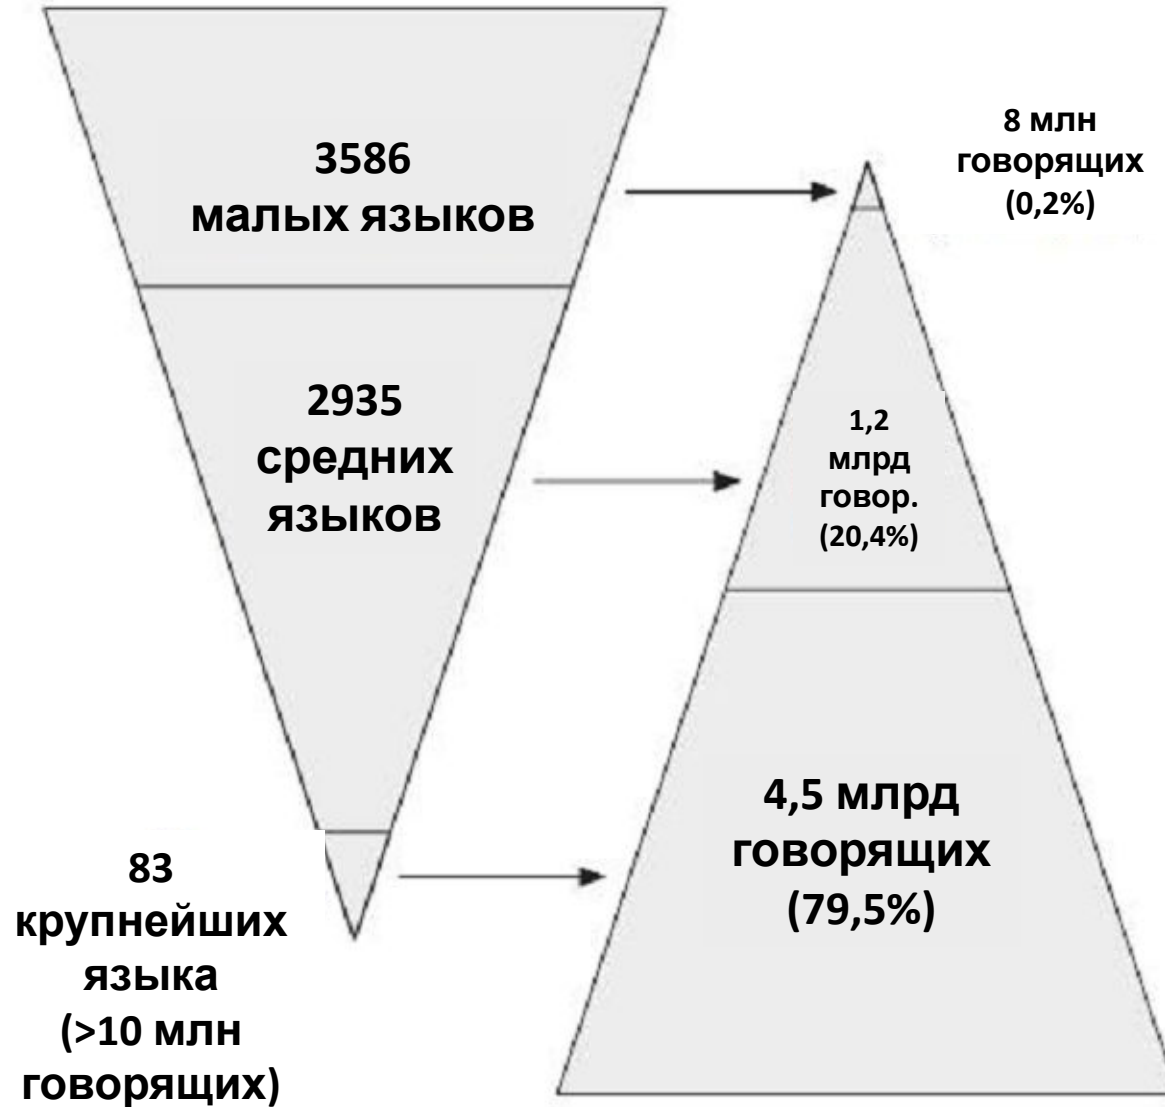 3586
малых языков
8 млн
говорящих
(0,2%)
2935
средних
языков
1,2
млрд
говор.
(20,4%)
83
крупнейших
языка
(>10 млн
говорящих)
4,5 млрд
говорящих
(79,5%)